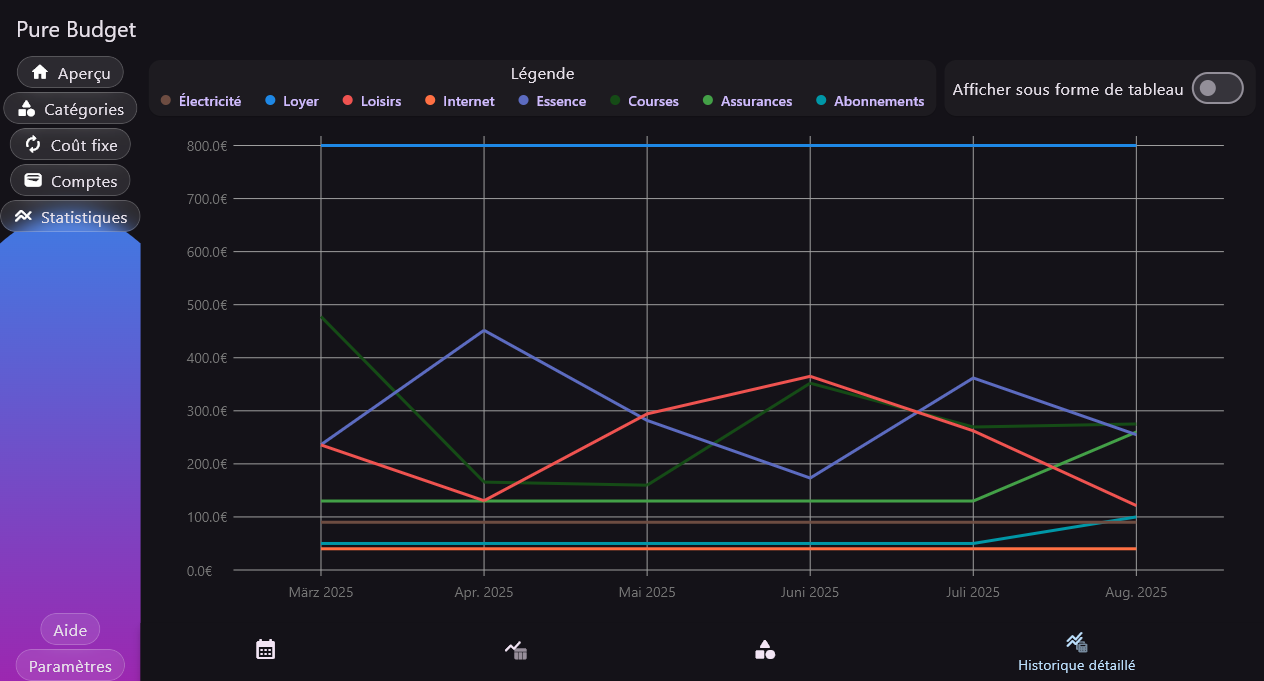 Pure Budget
Aperçu
Catégories
Coût fixe
Comptes
Statistiques
Aide
Paramètres
Légende
Électricité Loyer Loisirs Internet Essence Courses Assurances Abonnements
Afficher sous forme de tableau
800.0€
700.0€
600.0€
500.0€
400.0€
300.0€
200.0€
100.0€
0.0€
März 2025 Apr. 2025 Mai 2025 Juni 2025 Juli 2025 Aug. 2025
Historique détaillé